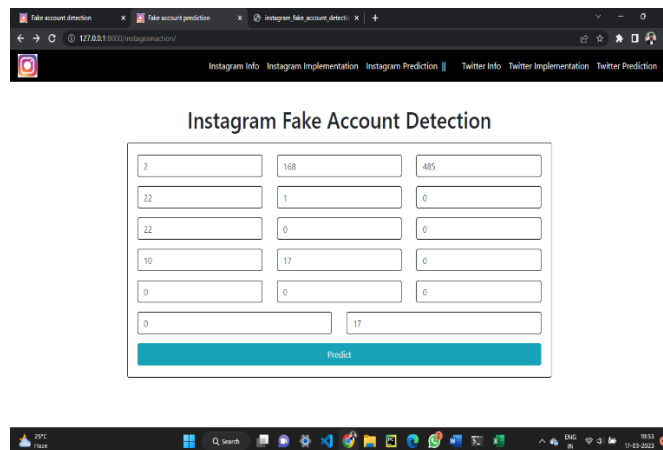 Fake account detection Fake account prediction instagram_fake_account_detectic
127.0.0.1:8000/instagramaction/
Instagram Info Instagram Implementation Instagram Prediction || Twitter Info Twitter Implementation Twitter Prediction
Instagram Fake Account Detection
2 168 485
22 1 0
22 0 0
10 17 0
0 0 0
0 17
Predict
25°C
Haze
Search
ENG
IN
19:53
17-03-2023